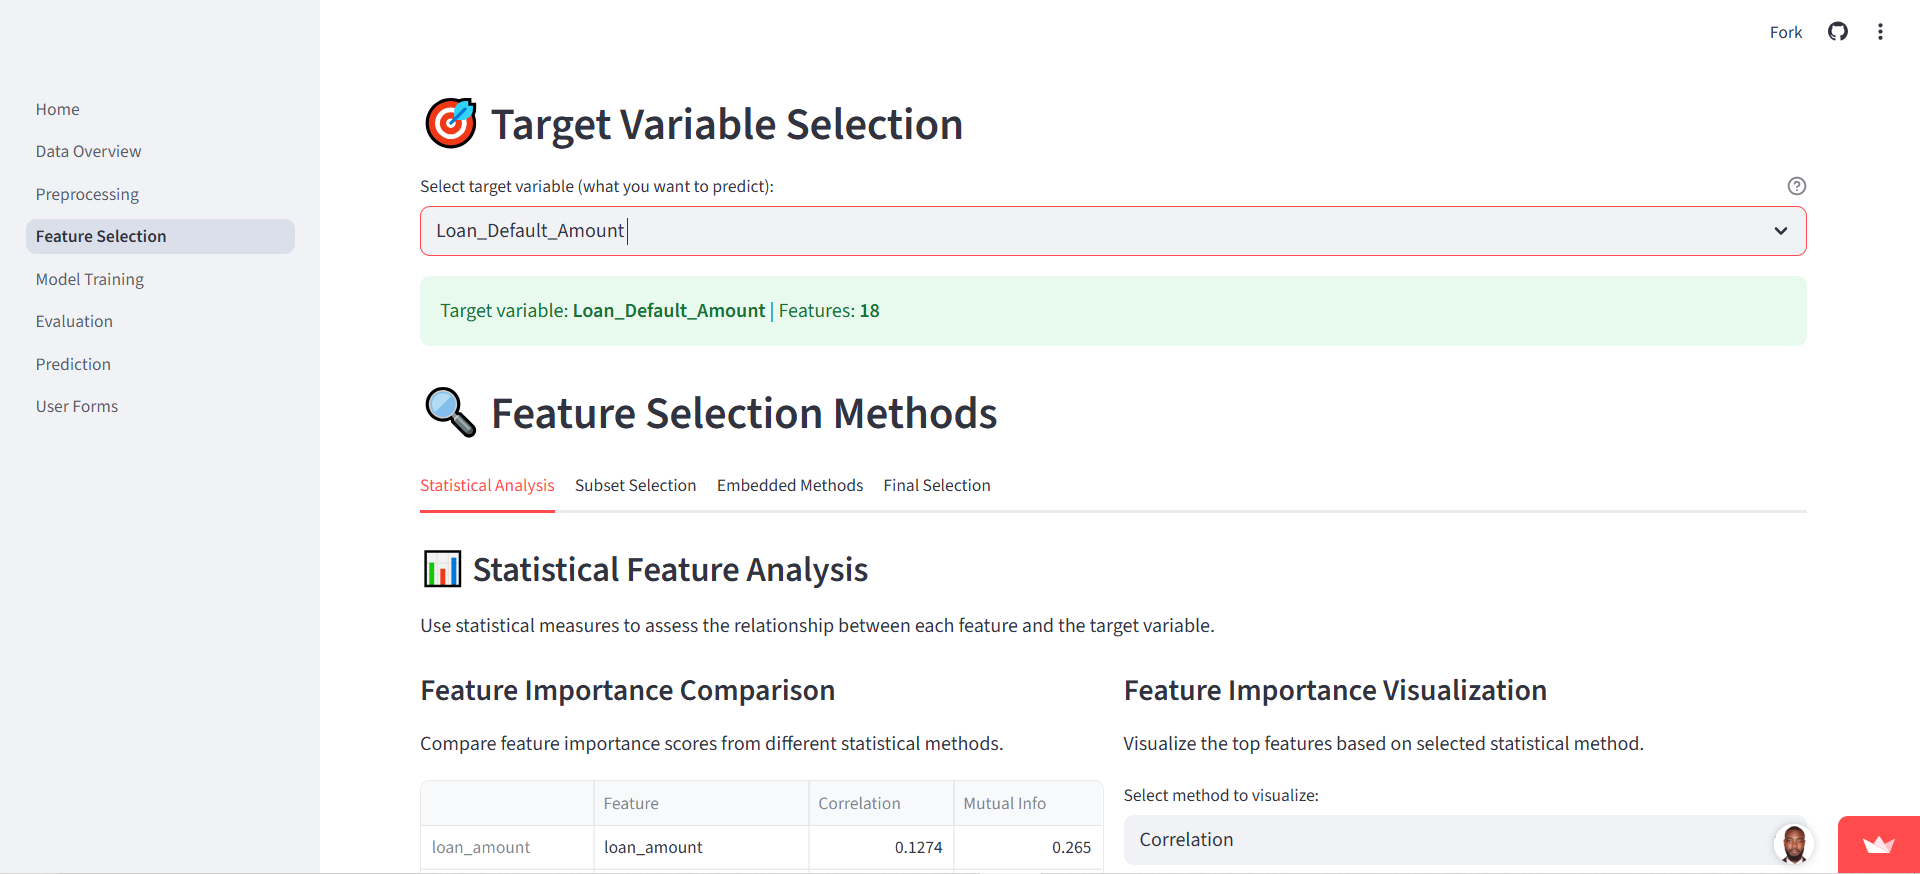 Fork
Home
Data Overview
Preprocessing
Feature Selection
Model Training
Evaluation
Prediction
User Forms
Target Variable Selection
Select target variable (what you want to predict):
Loan_Default_Amount
Target variable: Loan_Default_Amount | Features: 18
Feature Selection Methods
Statistical Analysis Subset Selection Embedded Methods Final Selection
Statistical Feature Analysis
Use statistical measures to assess the relationship between each feature and the target variable.
Feature Importance Comparison
Compare feature importance scores from different statistical methods.
Feature Correlation Mutual Info
loan_amount loan_amount 0.1274 0.265
Feature Importance Visualization
Visualize the top features based on selected statistical method.
Select method to visualize:
Correlation